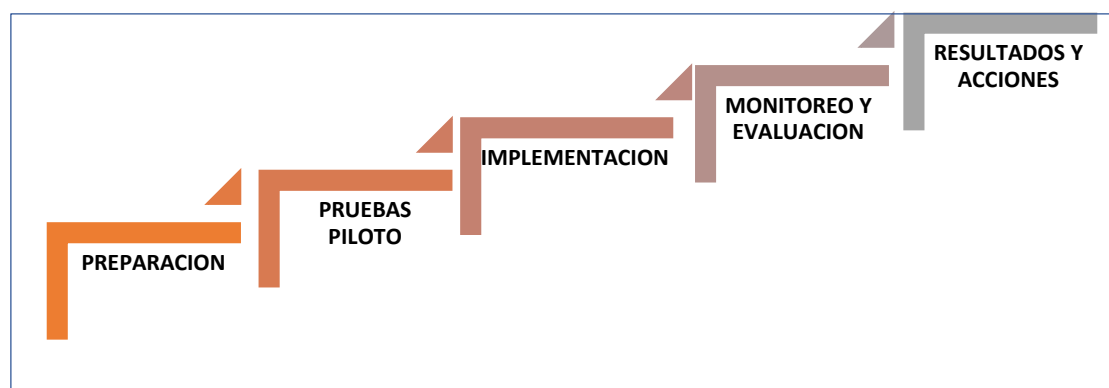 PREPARACION
PRUEBAS
PILOTO
IMPLEMENTACION
MONITOREO Y
EVALUACION
RESULTADOS Y
ACCIONES